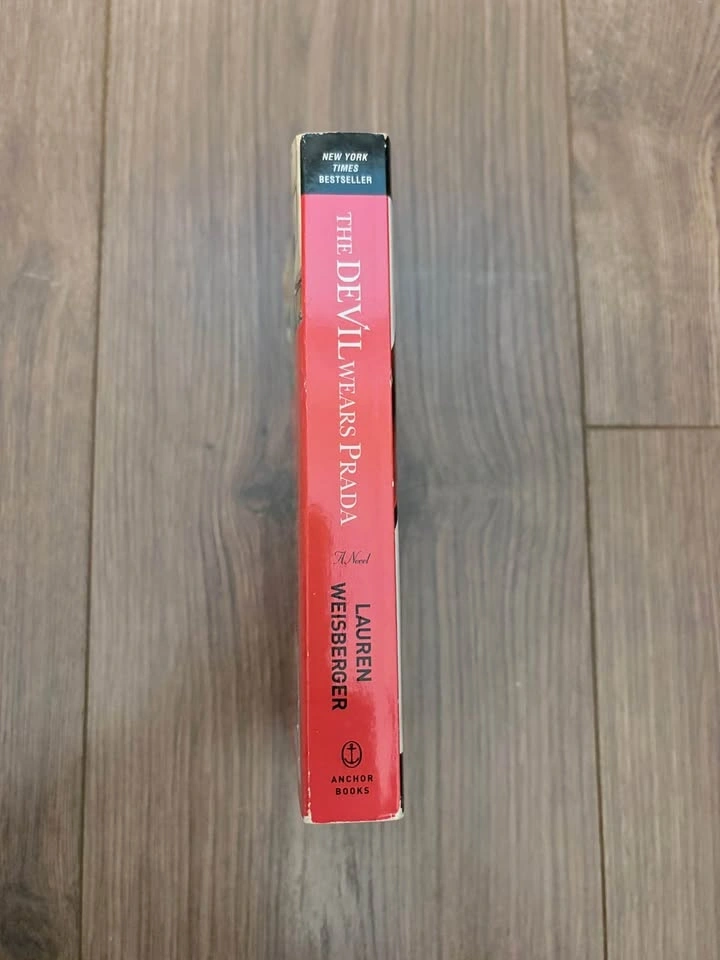 NEW YORK
TIMES
BESTSELLER
THE DEVIL WEARS PRADA
A Novel
LAUREN
WEISBERGER
ANCHOR
BOOKS